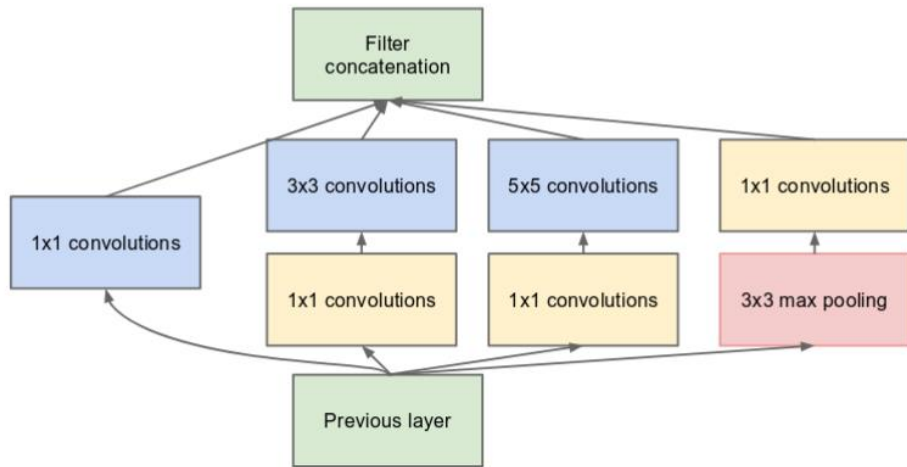 Filter
concatenation
3x3 convolutions
5x5 convolutions
1x1 convolutions
1x1 convolutions
1x1 convolutions
1x1 convolutions
3x3 max pooling
Previous layer